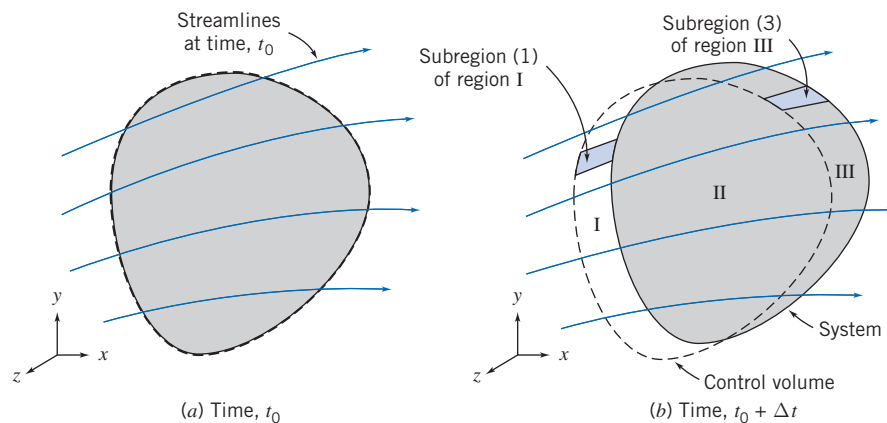 Streamlines
at time, t0
y
x
z
(a) Time, t0
Subregion (1)
of region I
Subregion (3)
of region III
I
II
III
System
Control volume
y
x
z
(b) Time, t0 + Δt